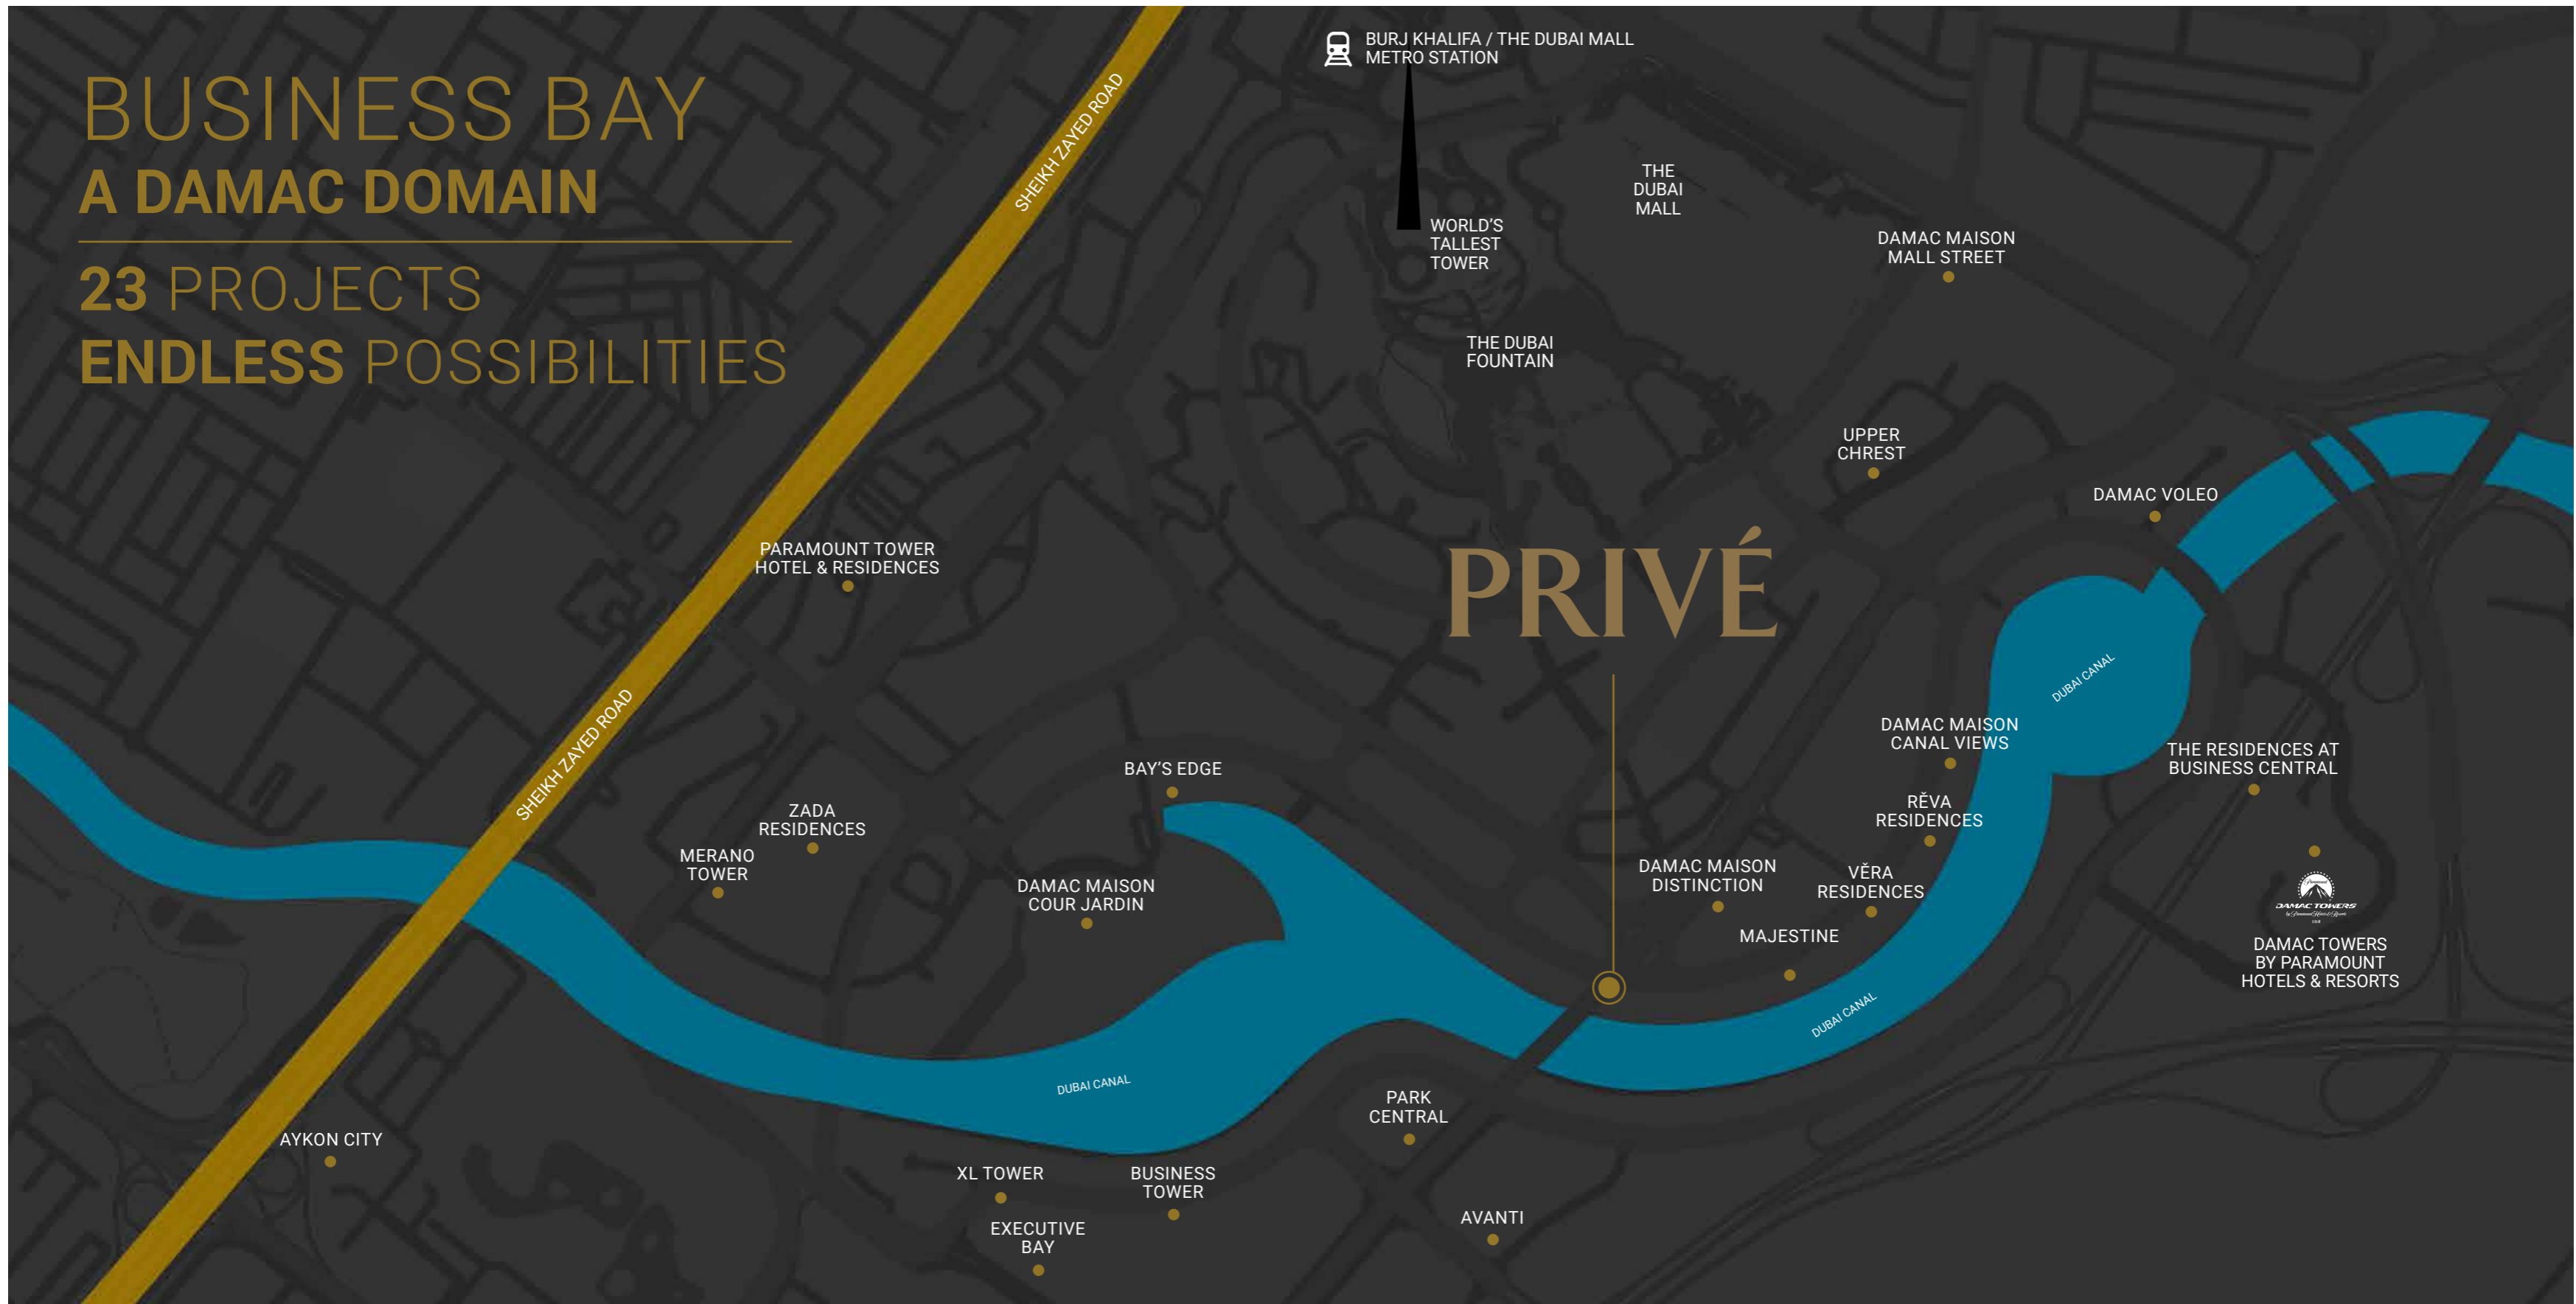 BUSINESS BAY
A DAMAC DOMAIN
23 PROJECTS
ENDLESS POSSIBILITIES
BURJ KHALIFA / THE DUBAI MALL
METRO STATION
SHEIKH ZAYED ROAD
THE
DUBAI
MALL
WORLD'S
TALLEST
TOWER
DAMAC MAISON
MALL STREET
THE DUBAI
FOUNTAIN
UPPER
CHREST
DAMAC VOLEO
PARAMOUNT TOWER
HOTEL & RESIDENCES
PRIVÉ
DUBAI CANAL
SHEIKH ZAYED ROAD
DAMAC MAISON
CANAL VIEWS
THE RESIDENCES AT
BUSINESS CENTRAL
BAY'S EDGE
ZADA
RESIDENCES
RĚVA
RESIDENCES
MERANO
TOWER
DAMAC MAISON
COUR JARDIN
DAMAC MAISON
DISTINCTION
VĚRA
RESIDENCES
MAJESTINE
DAMAC TOWERS
DAMAC TOWERS
BY PARAMOUNT
HOTELS & RESORTS
DUBAI CANAL
DUBAI CANAL
PARK
CENTRAL
AYKON CITY
XL TOWER
BUSINESS
TOWER
EXECUTIVE
BAY
AVANTI